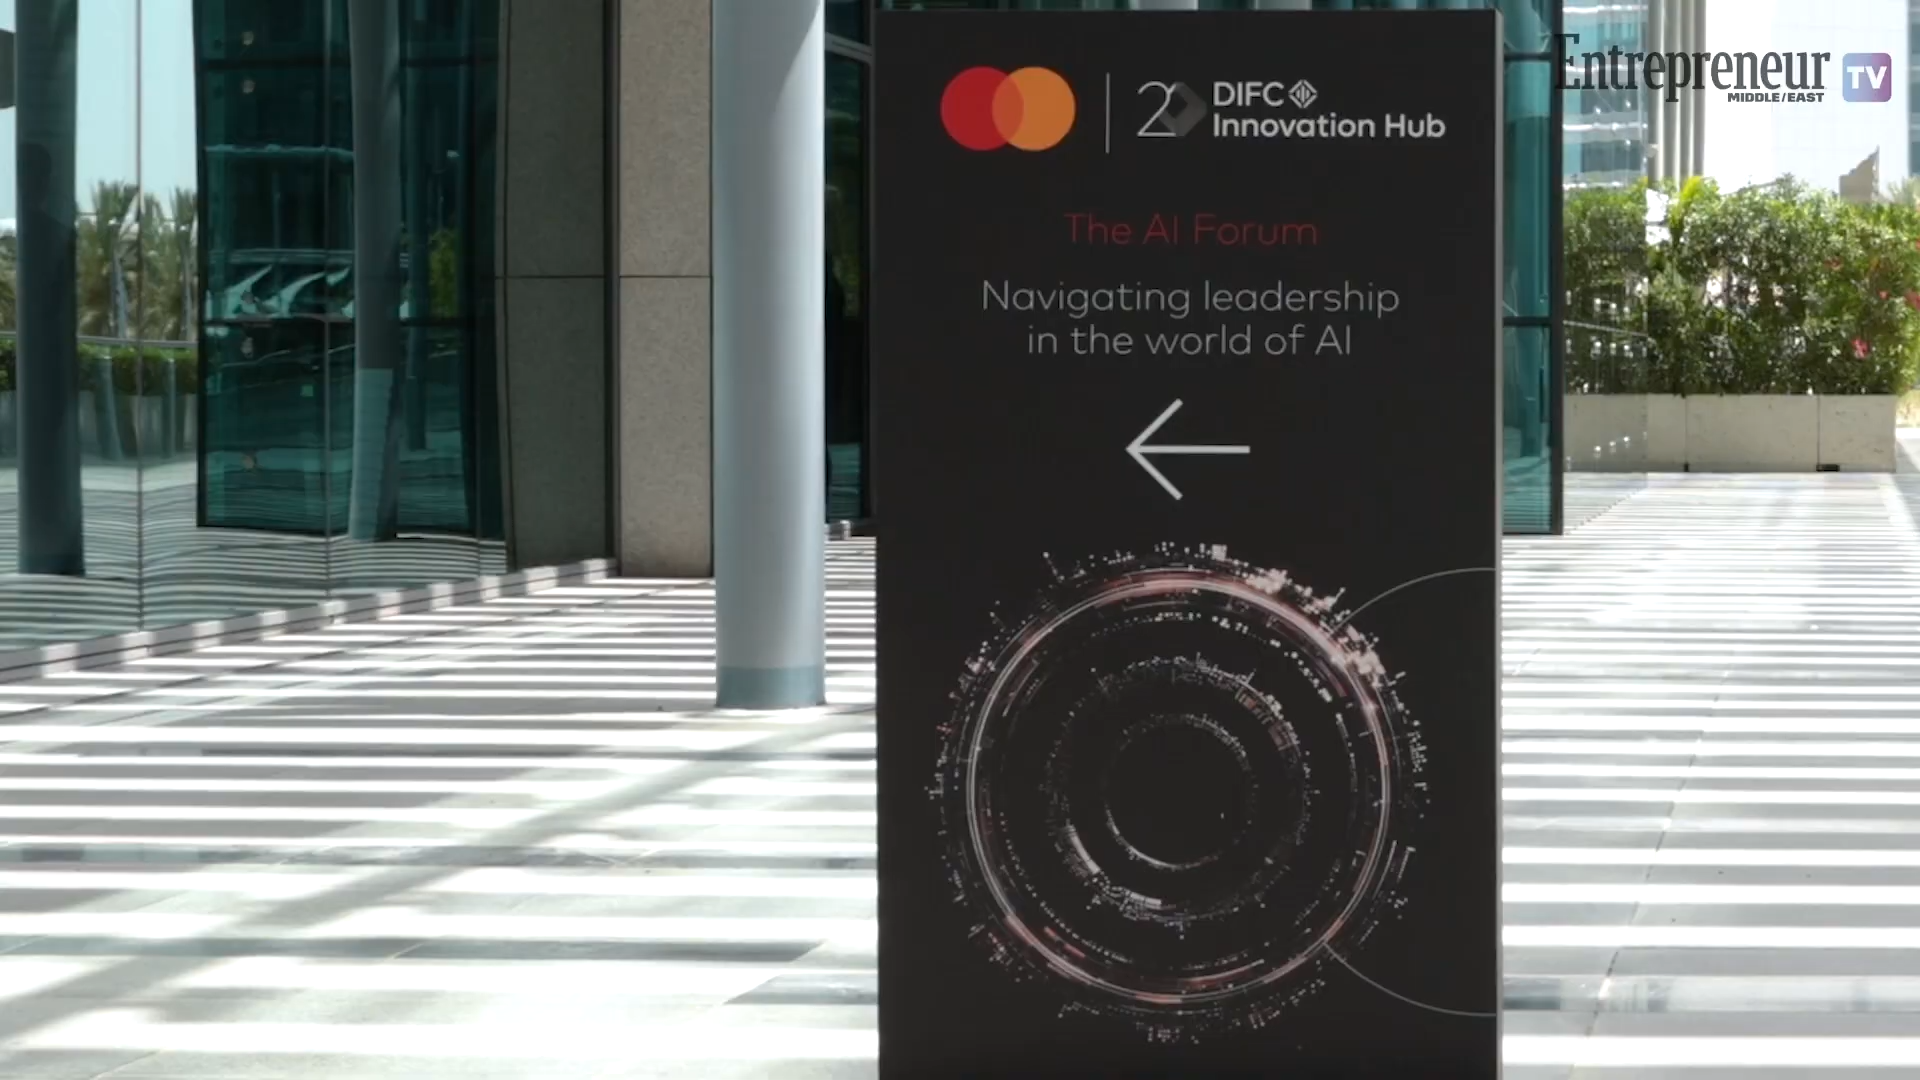 20
DIFC
Innovation Hub
The AI Forum
Navigating leadership
in the world of AI
Entrepreneur
MIDDLE/EAST
TV